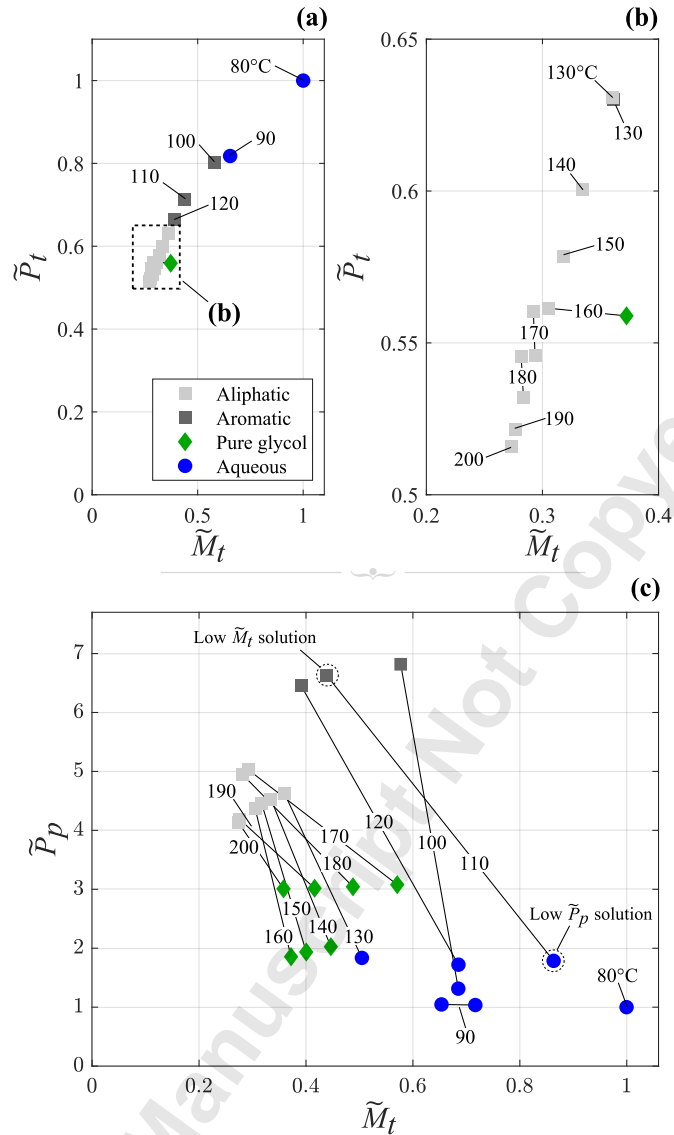 (a)
(b)
80°C
100
90
110
120
(b)
1
0.8
0.6
0.4
0.2
0
P̃t
Aliphatic
Aromatic
Pure glycol
Aqueous
0
0.5
1
M̃t
0.65
0.6
0.55
0.5
P̃t
130°C
130
140
150
160
170
180
190
200
0.2
0.3
0.4
M̃t
(c)
Low M̃t solution
7
6
5
4
3
2
1
0
P̃p
190
200
170
180
120
100
110
150
160
140
130
Low P̃p solution
80°C
90
0
0.2
0.4
0.6
0.8
1
M̃t
Manuscript Not Copye